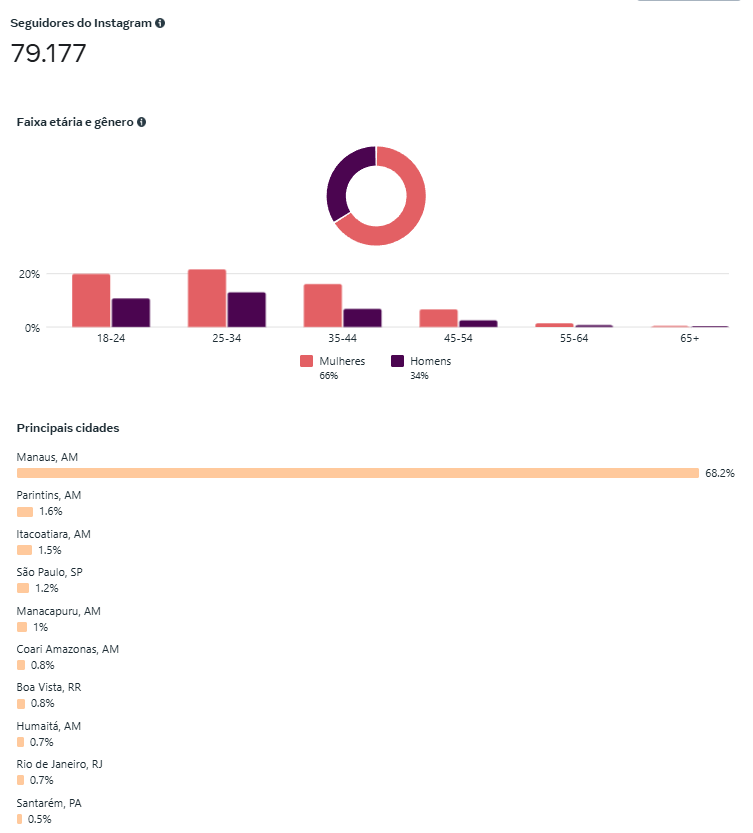 Seguidores do Instagram
79.177
Faixa etária e gênero
20%
0%
18-24 25-34 35-44 45-54 55-64 65+
Mulheres Homens
66% 34%
Principais cidades
Manaus, AM
68.2%
Parintins, AM
1.6%
Itacoatiara, AM
1.5%
São Paulo, SP
1.2%
Manacapuru, AM
1%
Coari Amazonas, AM
0.8%
Boa Vista, RR
0.8%
Humaitá, AM
0.7%
Rio de Janeiro, RJ
0.7%
Santarém, PA
0.5%